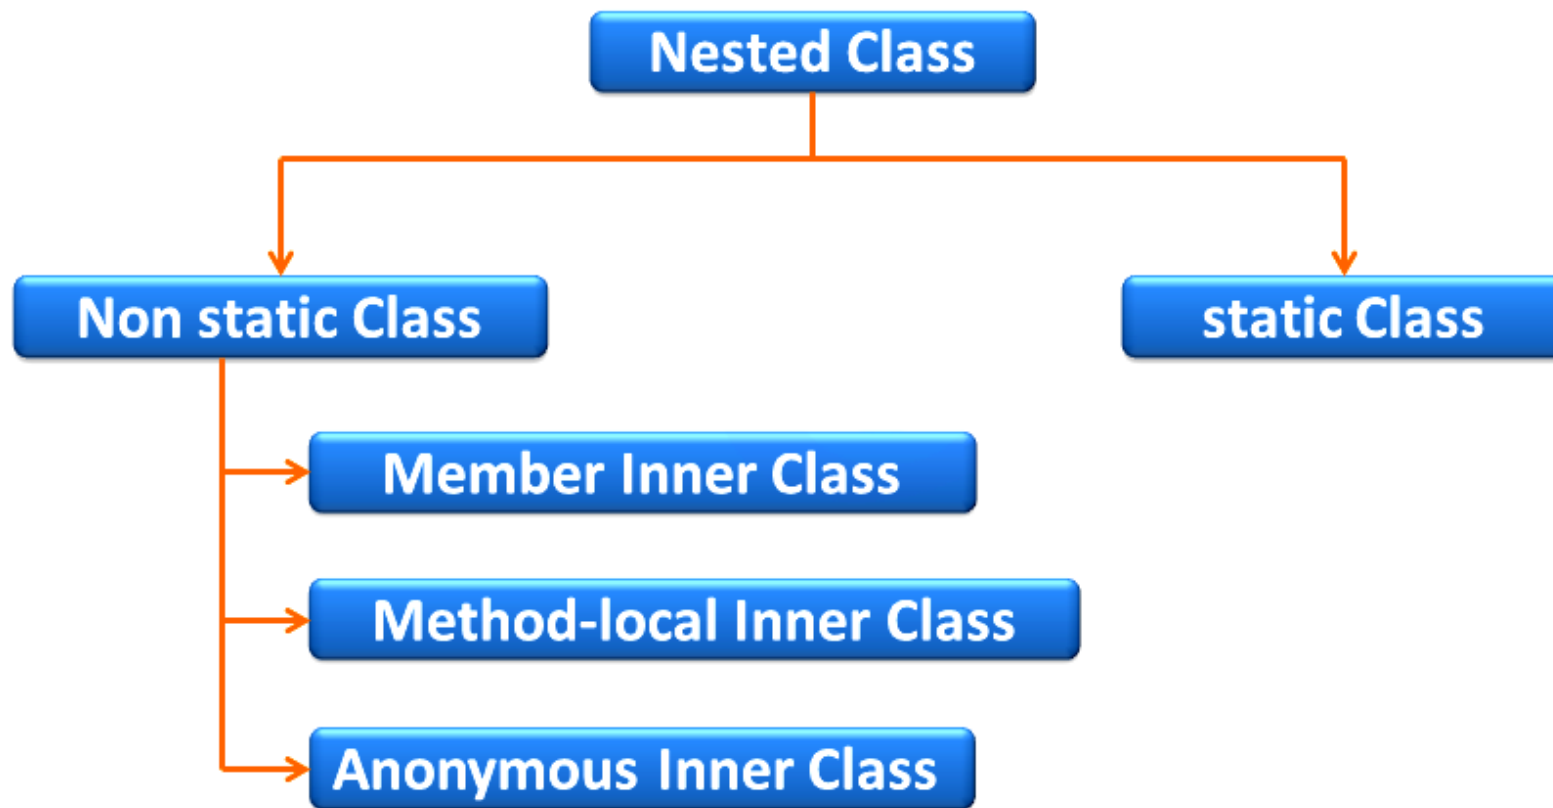 Nested Class
Non static Class
static Class
Member Inner Class
Method-local Inner Class
Anonymous Inner Class